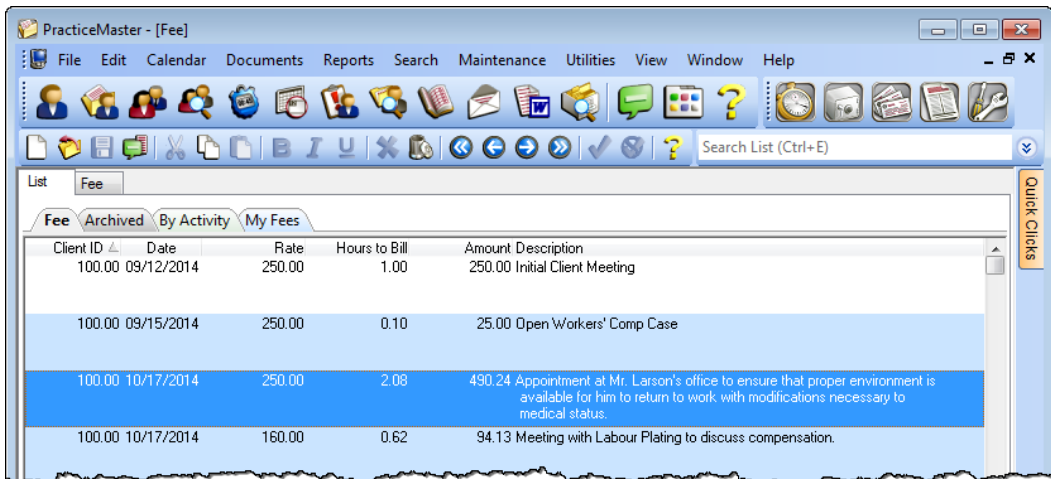 PracticeMaster - [Fee]
File Edit Calendar Documents Reports Search Maintenance Utilities View Window Help
B I U Search List (Ctrl+E)
List Fee
Quick Clicks
Fee Archived By Activity My Fees
Client ID Date Rate Hours to Bill Amount Description
100.00 09/12/2014 250.00 1.00 250.00 Initial Client Meeting
100.00 09/15/2014 250.00 0.10 25.00 Open Workers' Comp Case
100.00 10/17/2014 250.00 2.08 490.24 Appointment at Mr. Larson's office to ensure that proper environment is
available for him to return to work with modifications necessary to
medical status.
100.00 10/17/2014 160.00 0.62 94.13 Meeting with Labour Plating to discuss compensation.